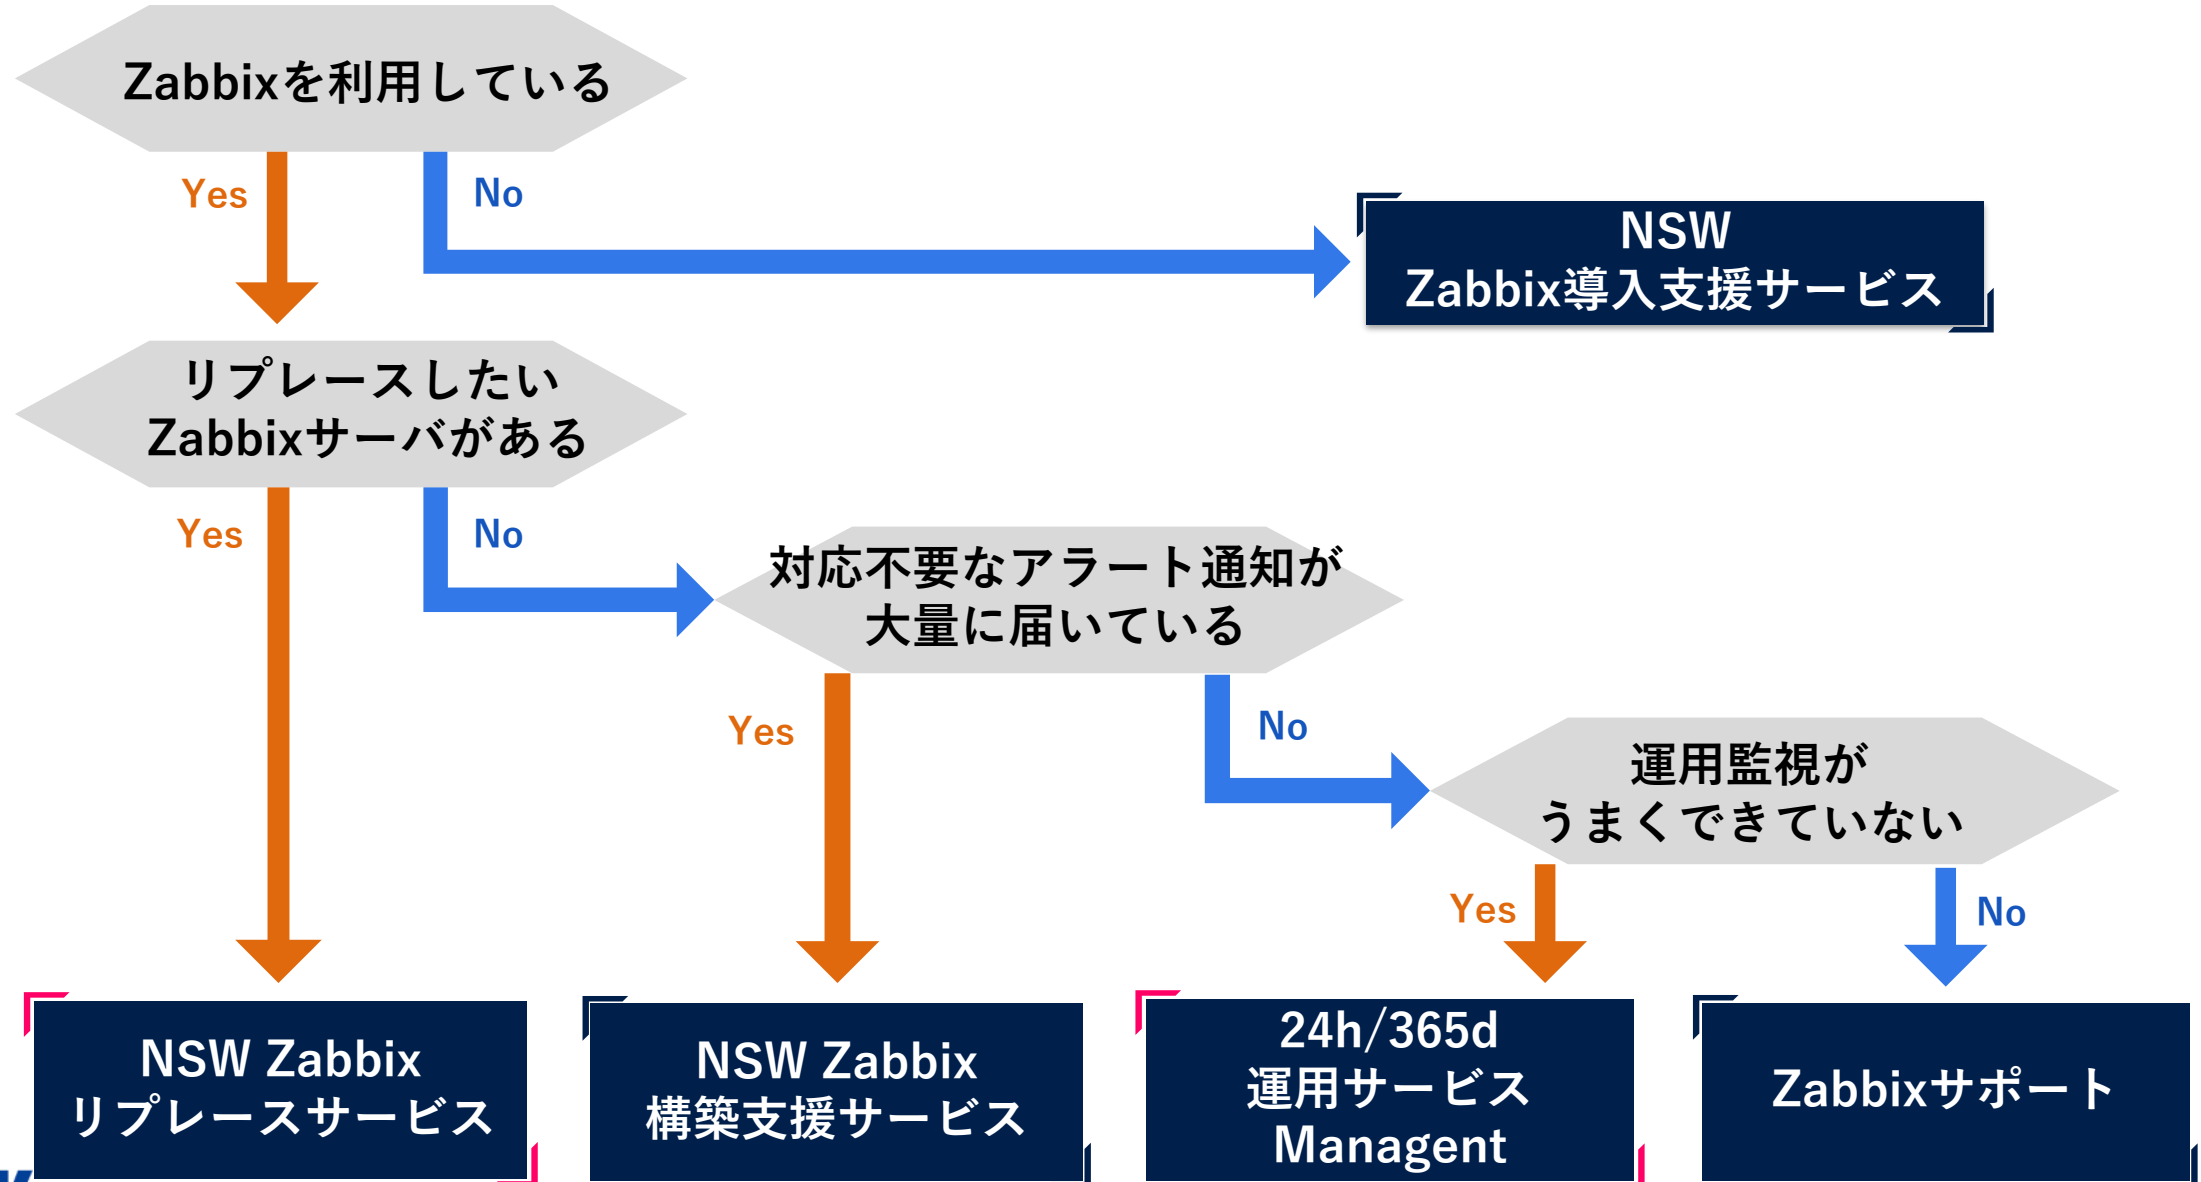 Zabbixを利用している
Yes
No
NSW
Zabbix導入支援サービス
リプレースしたい
Zabbixサーバがある
Yes
No
対応不要なアラート通知が
大量に届いている
Yes
No
運用監視が
うまくできていない
Yes
No
NSW Zabbix
リプレースサービス
NSW Zabbix
構築支援サービス
24h/365d
運用サービス
Managent
Zabbixサポート